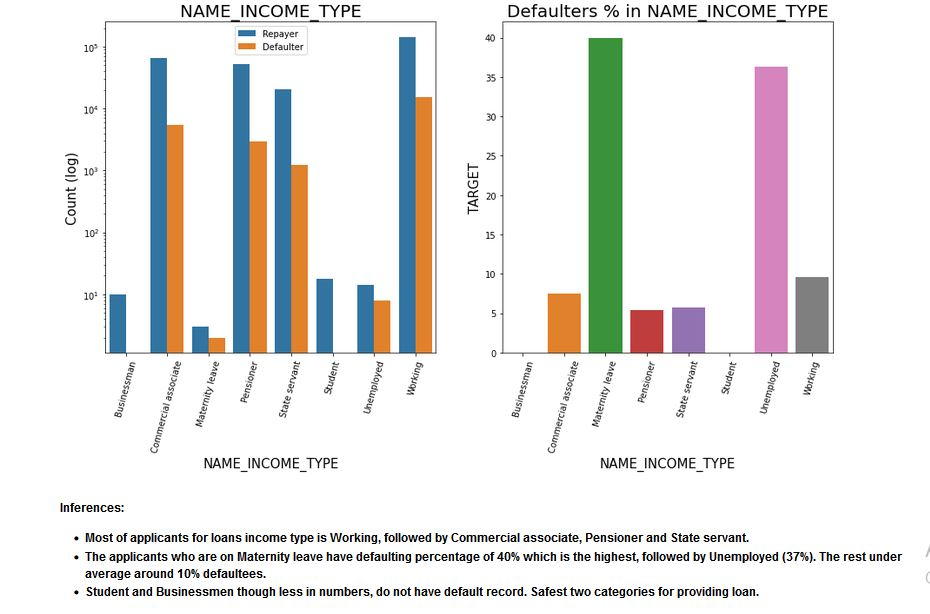 NAME_INCOME_TYPE
Repayer
Defaulter
Count (log)
10^5
10^4
10^3
10^2
10^1
Businessman
Commercial associate
Maternity leave
Pensioner
State servant
Student
Unemployed
Working
NAME_INCOME_TYPE
Defaulters % in NAME_INCOME_TYPE
TARGET
40
35
30
25
20
15
10
5
0
Businessman
Commercial associate
Maternity leave
Pensioner
State servant
Student
Unemployed
Working
NAME_INCOME_TYPE
Inferences:
• Most of applicants for loans income type is Working, followed by Commercial associate, Pensioner and State servant.
• The applicants who are on Maternity leave have defaulting percentage of 40% which is the highest, followed by Unemployed (37%). The rest under
average around 10% defaultees.
• Student and Businessmen though less in numbers, do not have default record. Safest two categories for providing loan.